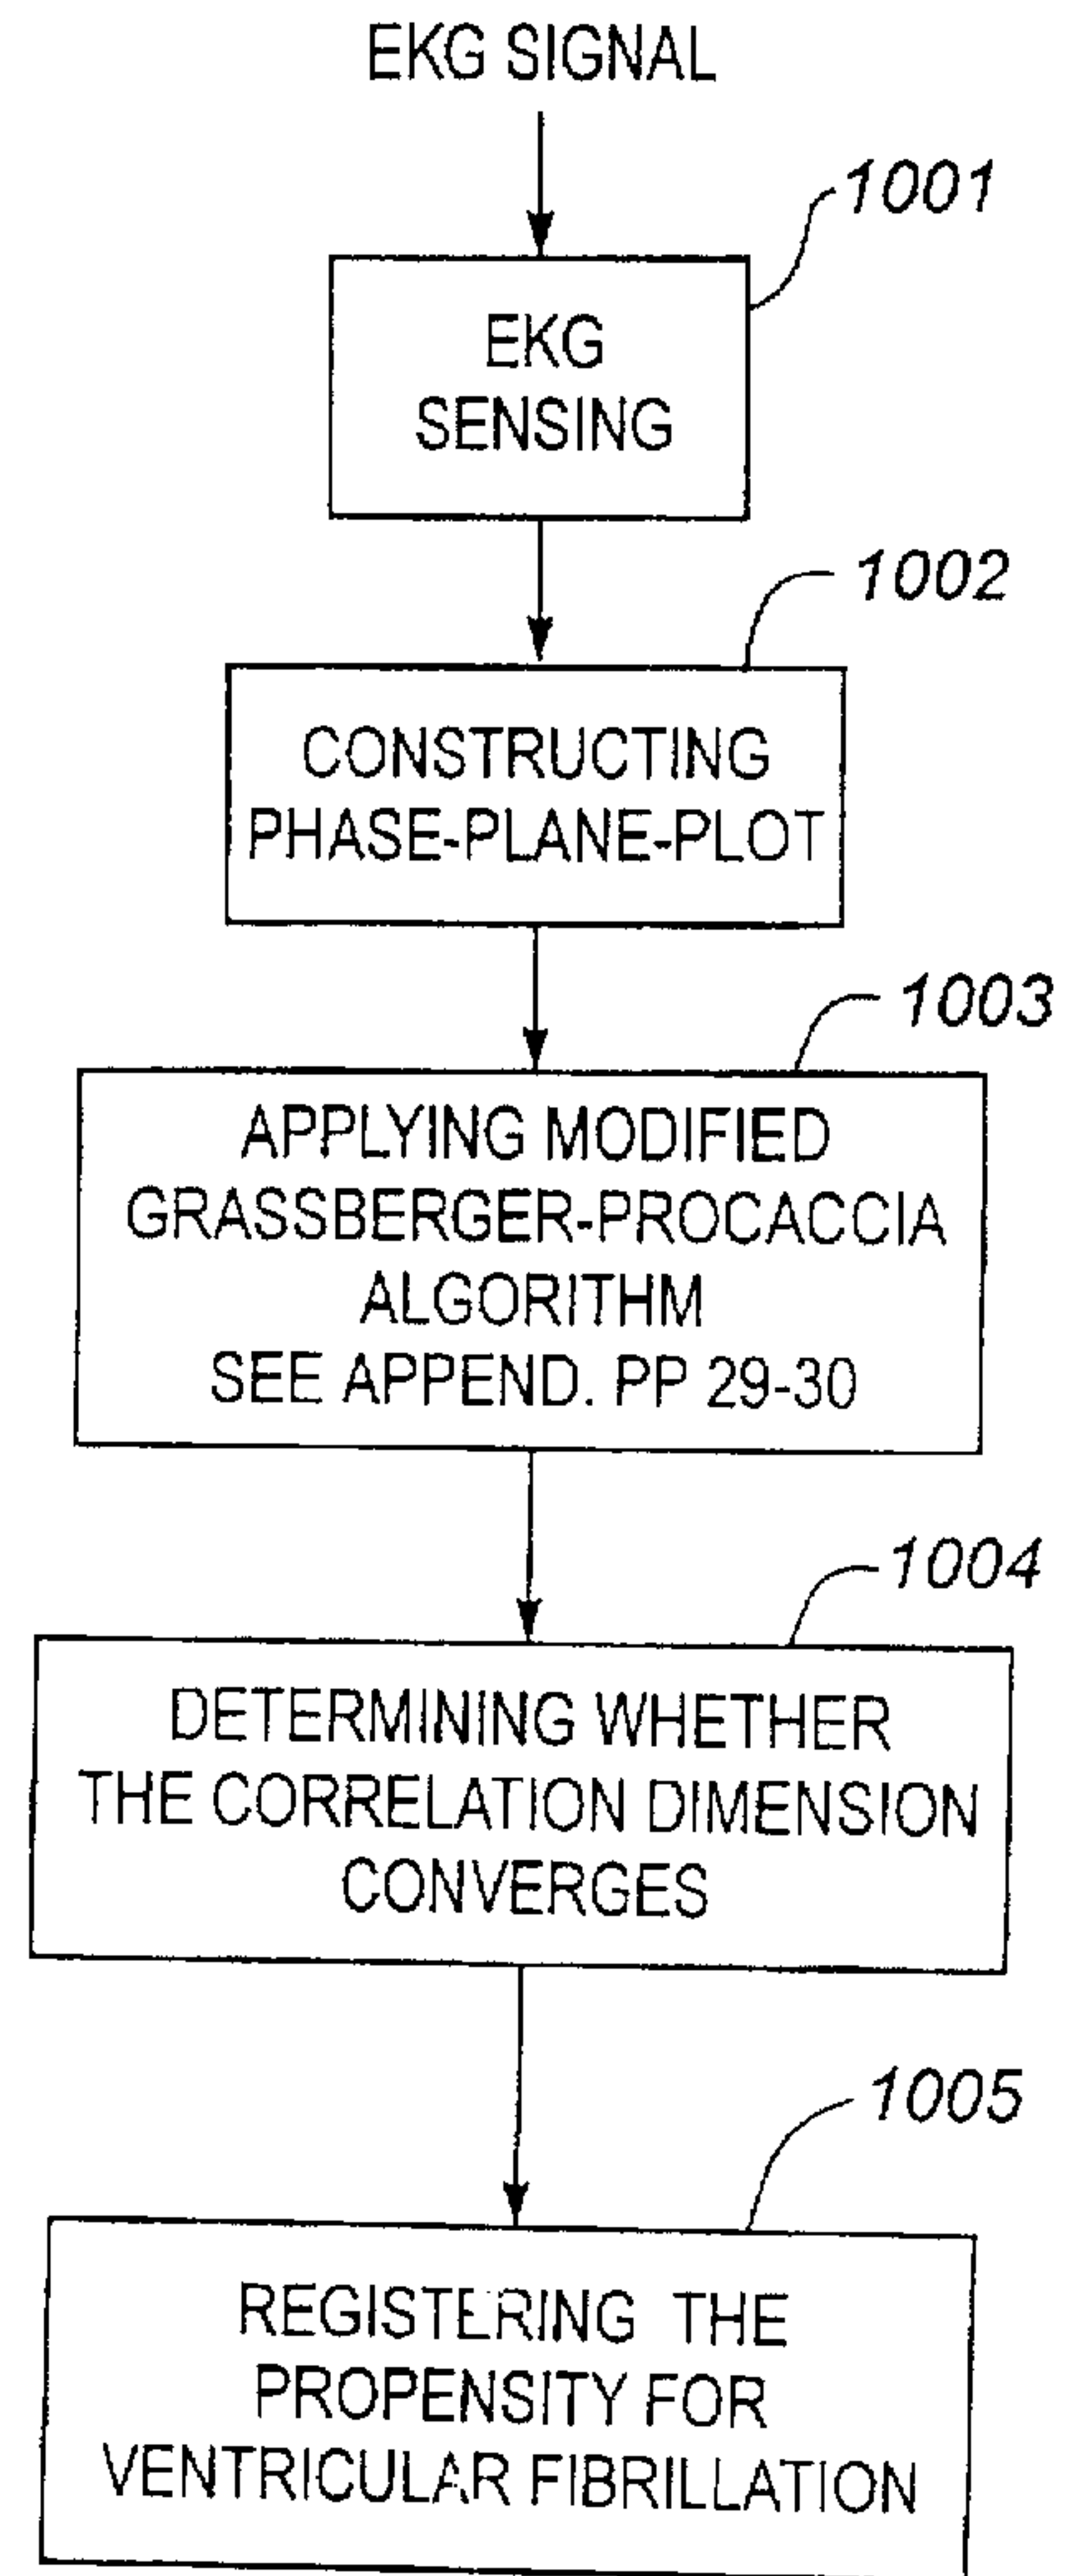 EKG SIGNAL
1001
EKG
SENSING
1002
CONSTRUCTING
PHASE-PLANE-PLOT
1003
APPLYING MODIFIED
GRASSBERGER-PROCACCIA
ALGORITHM
SEE APPEND. PP 29-30
1004
DETERMINING WHETHER
THE CORRELATION DIMENSION
CONVERGES
1005
REGISTERING THE
PROPENSITY FOR
VENTRICULAR FIBRILLATION